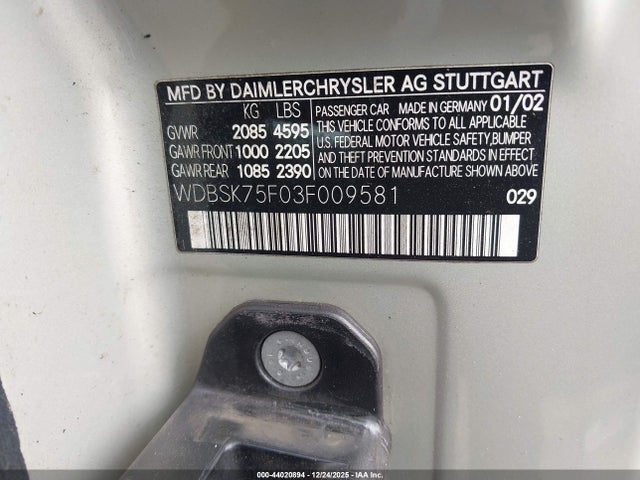 MFD BY DAIMLERCHRYSLER AG STUTTGART
KG LBS
GVWR 2085 4595
GAWR FRONT 1000 2205
GAWR REAR 1085 2390
PASSENGER CAR MADE IN GERMANY 01/02
THIS VEHICLE CONFORMS TO ALL APPLICABLE
U.S. FEDERAL MOTOR VEHICLE SAFETY, BUMPER
AND THEFT PREVENTION STANDARDS IN EFFECT
ON THE DATE OF MANUFACTURE SHOWN ABOVE
WDBSK75F03F009581 029
000-44020894 - 12/24/2025 - IAA Inc.